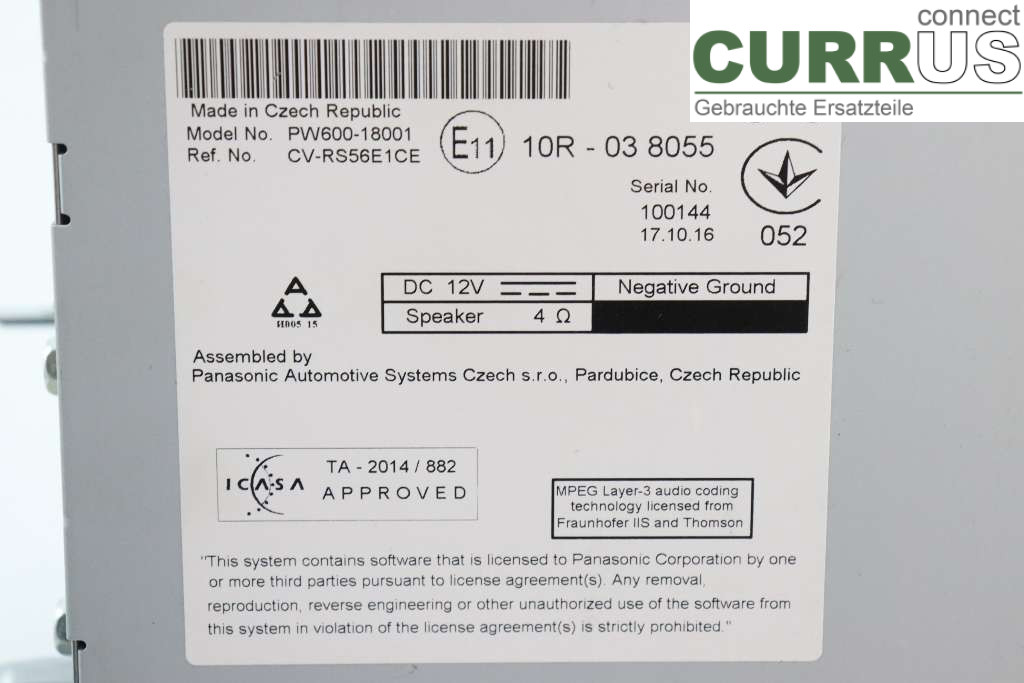 connect
CURRUS
Gebrauchte Ersatzteile
Made in Czech Republic
Model No. PW600-18001
Ref. No. CV-RS56E1CE
E11
10R - 03 8055
Serial No.
100144
17.10.16
052
DC 12V
Negative Ground
Speaker 4 Ω
Assembled by
Panasonic Automotive Systems Czech s.r.o., Pardubice, Czech Republic
ICASA
TA - 2014 / 882
APPROVED
MPEG Layer-3 audio coding
technology licensed from
Fraunhofer IIS and Thomson
"This system contains software that is licensed to Panasonic Corporation by one
or more third parties pursuant to license agreement(s). Any removal,
reproduction, reverse engineering or other unauthorized use of the software from
this system in violation of the license agreement(s) is strictly prohibited."